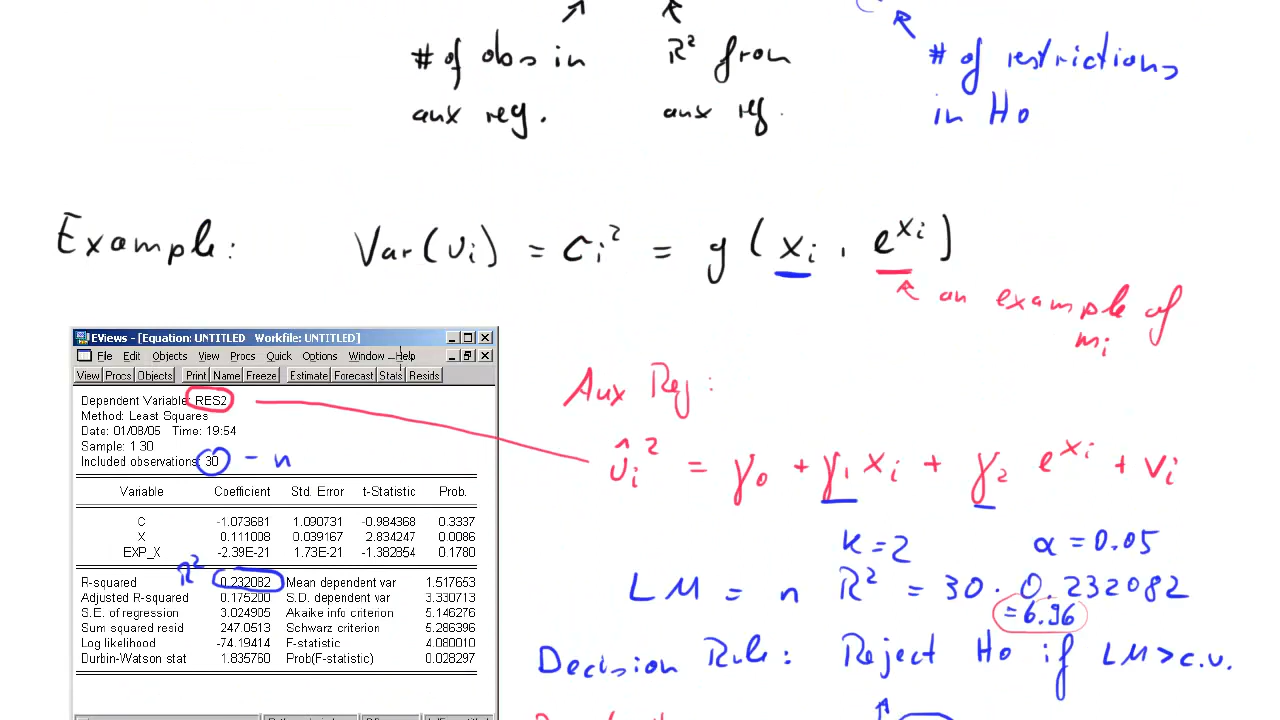 # of obs in R² from # of restrictions
aux reg. aux reg. in H0
Example: Var(υi) = Ci² = g(xi, e^xi)
an example of
mi
EViews - [Equation: UNTITLED Workfile: UNTITLED]
File Edit Objects View Procs Quick Options Window Help
View Procs Objects Print Name Freeze Estimate Forecast Stats Resids
Dependent Variable: RES2
Method: Least Squares
Date: 01/08/05 Time: 19:54
Sample: 1 30
Included observations: 30 - n
Variable Coefficient Std. Error t-Statistic Prob.
C -1.073681 1.090731 -0.984368 0.3337
X 0.111008 0.039167 2.834247 0.0086
EXP_X -2.39E-21 1.73E-21 -1.382854 0.1780
R²
R-squared 0.232082 Mean dependent var 1.517653
Adjusted R-squared 0.175200 S.D. dependent var 3.330713
S.E. of regression 3.024905 Akaike info criterion 5.146276
Sum squared resid 247.0513 Schwarz criterion 5.286396
Log likelihood -74.19414 F-statistic 4.080010
Durbin-Watson stat 1.835760 Prob(F-statistic) 0.028297
Aux Reg:
υ̂i² = γ0 + γ1 xi + γ2 e^xi + vi
k = 2 α = 0.05
LM = n R² = 30 · 0.232082
= 6.96
Decision Rule: Reject H0 if LM > c.v.